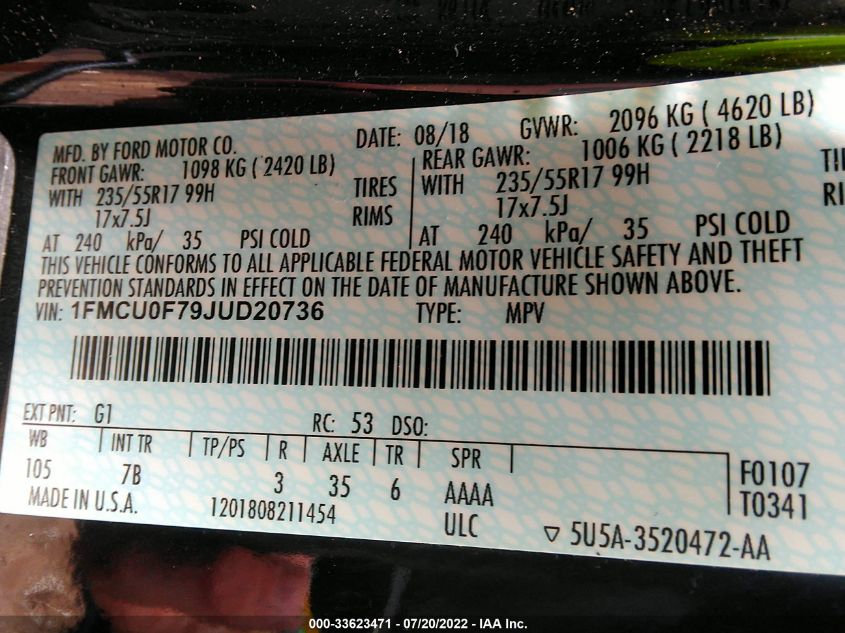 MFD. BY FORD MOTOR CO. DATE: 08/18 GVWR: 2096 KG ( 4620 LB)
FRONT GAWR: 1098 KG ( 2420 LB) REAR GAWR: 1006 KG ( 2218 LB)
WITH 235/55R17 99H TIRES WITH 235/55R17 99H
17x7.5J RIMS 17x7.5J
AT 240 kPa/ 35 PSI COLD AT 240 kPa/ 35 PSI COLD
THIS VEHICLE CONFORMS TO ALL APPLICABLE FEDERAL MOTOR VEHICLE SAFETY AND THEFT
PREVENTION STANDARDS IN EFFECT ON THE DATE OF MANUFACTURE SHOWN ABOVE.
VIN: 1FMCU0F79JUD20736 TYPE: MPV
EXT PNT: G1 RC: 53 DSO:
WB INT TR TP/PS R AXLE TR SPR
105 7B 3 35 6 AAAA F0107
MADE IN U.S.A. 1201808211454 ULC T0341
5U5A-3520472-AA
000-33623471 - 07/20/2022 - IAA Inc.